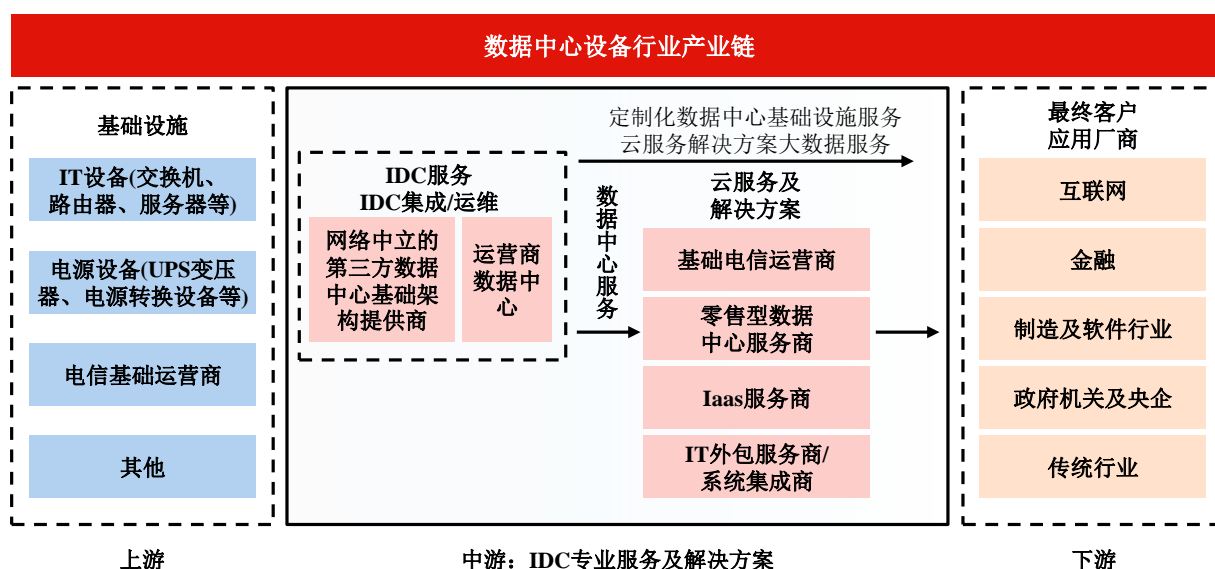 数据中心设备行业产业链
基础设施
IT设备(交换机、
路由器、服务器等)
电源设备(UPS变压
器、电源转换设备等)
电信基础运营商
其他
上游
定制化数据中心基础设施服务
云服务解决方案大数据服务
IDC服务
IDC集成/运维
网络中立的
第三方数据
中心基础架
构提供商
运营商
数据中
心
数据中心服务
云服务及
解决方案
基础电信运营商
零售型数据
中心服务商
Iaas服务商
IT外包服务商/
系统集成商
中游：IDC专业服务及解决方案
最终客户
应用厂商
互联网
金融
制造及软件行业
政府机关及央企
传统行业
下游